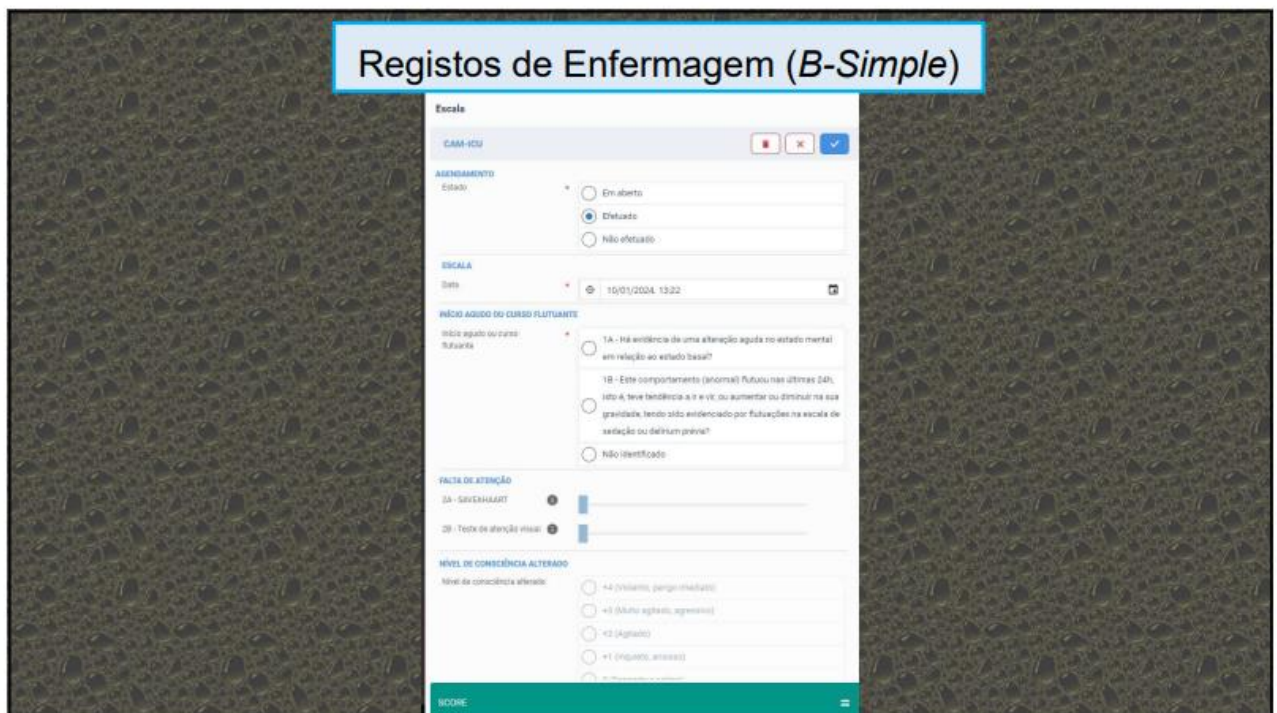 Registos de Enfermagem (B-Simple)
Escala
CAM-ICU
AGENDAMENTO
Estado *
Em aberto
Efetuado
Não efetuado
ESCALA
Data *
10/01/2024, 13:22
INÍCIO AGUDO OU CURSO FLUTUANTE
Início agudo ou curso *
flutuante
1A - Há evidência de uma alteração aguda no estado mental
em relação ao estado basal?
1B - Este comportamento (anormal) flutuou nas últimas 24h,
isto é, teve tendência a ir e vir, ou aumentar ou diminuir na sua
gravidade, tendo sido evidenciado por flutuações na escala de
sedação ou delirium prévia?
Não identificado
FALTA DE ATENÇÃO
2A - SAVEAHAART
2B - Teste de atenção visual
NÍVEL DE CONSCIÊNCIA ALTERADO
Nível de consciência alterado
+4 (Violento, perigo imediato)
+3 (Muito agitado, agressivo)
+2 (Agitado)
+1 (Inquieto, ansioso)
SCORE